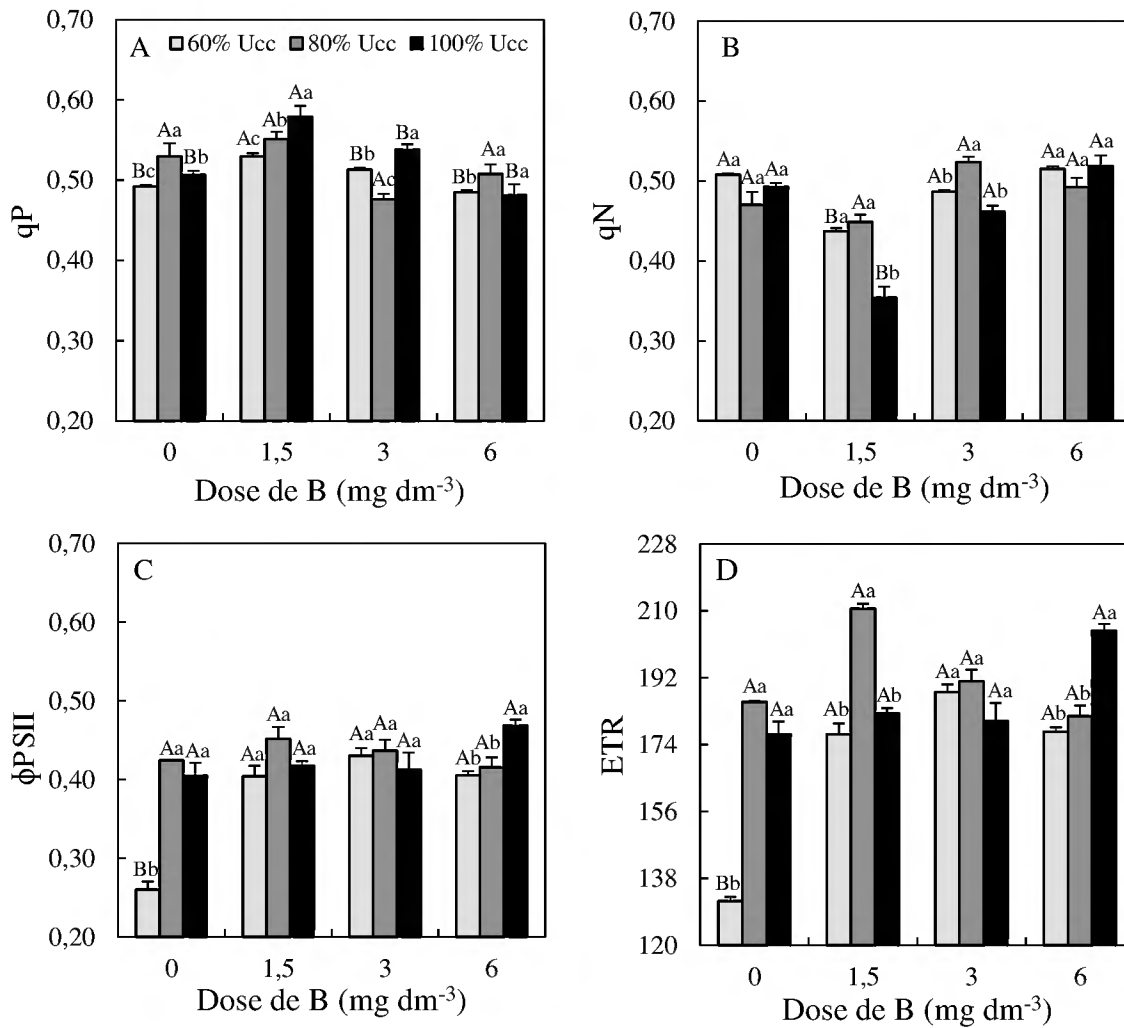 A
60% Ucc 80% Ucc 100% Ucc
0,70
0,60
0,50
0,40
0,30
0,20
qP
Bc Aa Bb
Ac Ab Aa
Bb Ac Ba
Bb Aa Ba
0 1,5 3 6
Dose de B (mg dm-3)
B
0,70
0,60
0,50
0,40
0,30
0,20
qN
Aa Aa Aa
Ba Aa Bb
Ab Aa Ab
Aa Aa Aa
0 1,5 3 6
Dose de B (mg dm-3)
C
0,70
0,60
0,50
0,40
0,30
0,20
ϕPSII
Bb Aa Aa
Aa Aa Aa
Aa Aa Aa
Ab Ab Aa
0 1,5 3 6
Dose de B (mg dm-3)
D
228
210
192
174
156
138
120
ETR
Bb Aa Aa
Ab Aa Ab
Aa Aa Aa
Ab Ab Aa
0 1,5 3 6
Dose de B (mg dm-3)